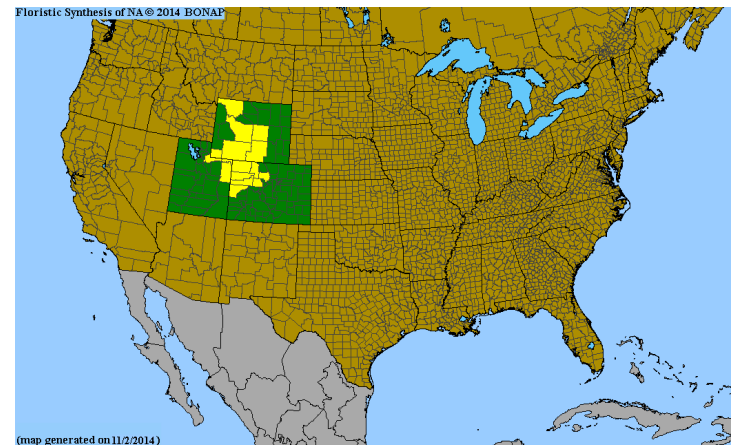 Floristic Synthesis of NA © 2014 BONAP
(map generated on 11/2/2014)